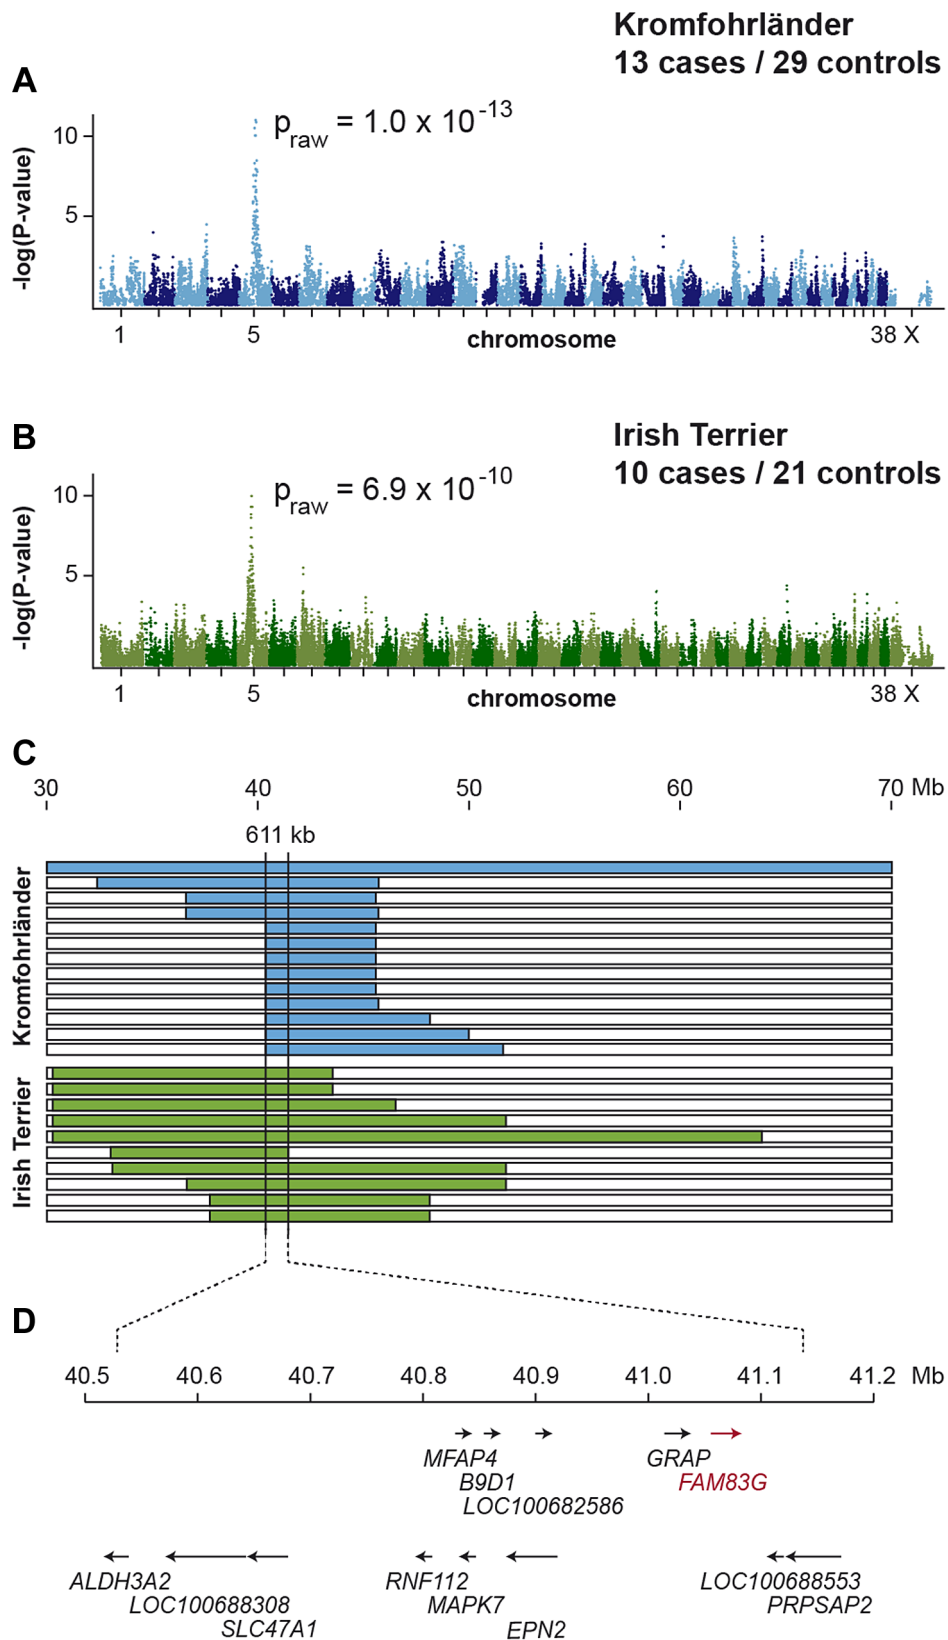 Kromfohrländer
13 cases / 29 controls
A
praw = 1.0 x 10-13
10
5
-log(P-value)
1 5 chromosome 38 X
B
Irish Terrier
10 cases / 21 controls
praw = 6.9 x 10-10
10
5
-log(P-value)
1 5 chromosome 38 X
C
30 40 50 60 70 Mb
611 kb
Kromfohrländer
Irish Terrier
D
40.5 40.6 40.7 40.8 40.9 41.0 41.1 41.2 Mb
MFAP4 GRAP
B9D1 FAM83G
LOC100682586
ALDH3A2 RNF112 LOC100688553
LOC100688308 MAPK7 PRPSAP2
SLC47A1 EPN2